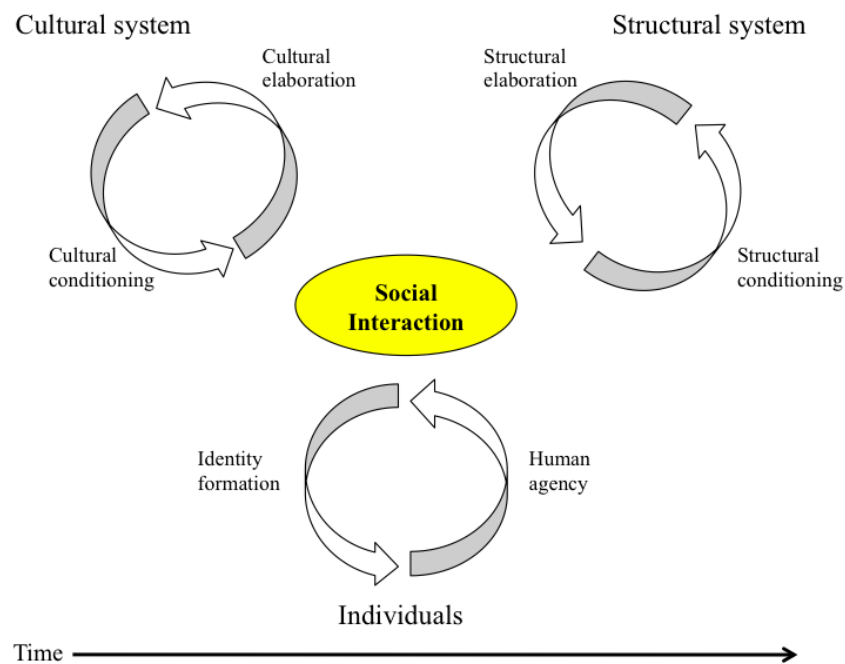 Cultural system
Structural system
Cultural
elaboration
Structural
elaboration
Cultural
conditioning
Structural
conditioning
Social
Interaction
Identity
formation
Human
agency
Individuals
Time